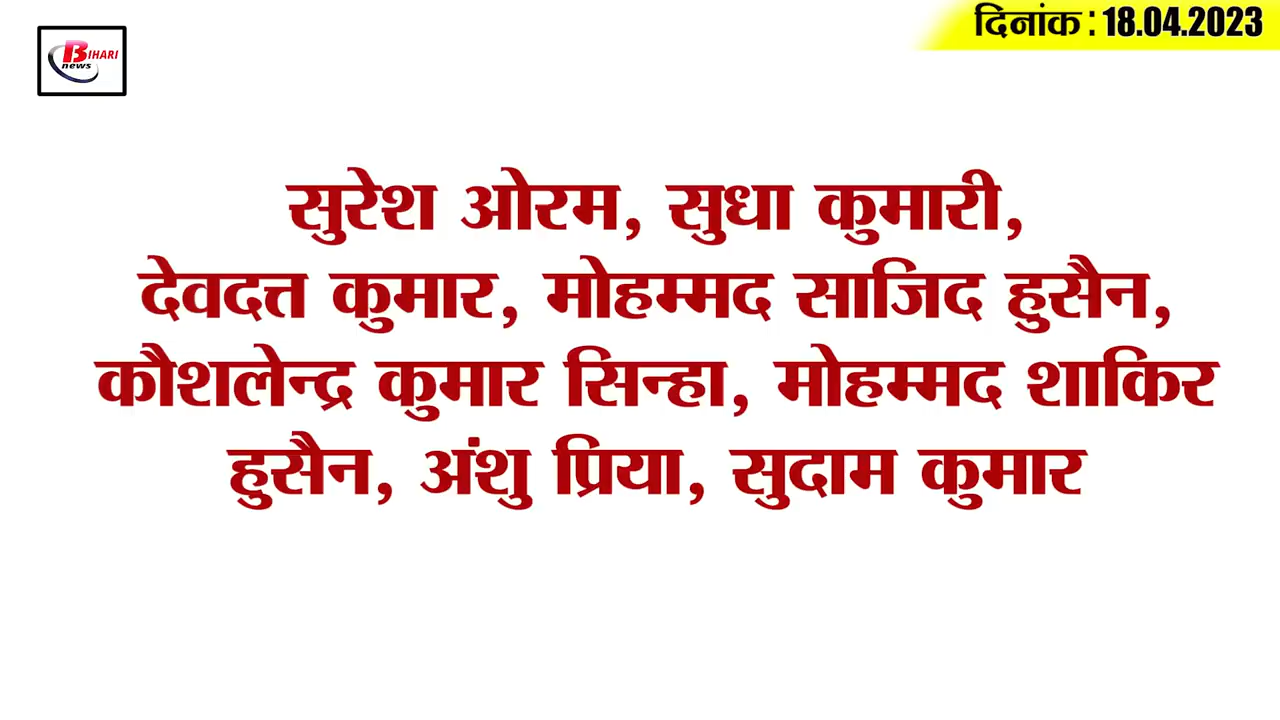 BIHARI
news
दिनांक : 18.04.2023
सुरेश ओरम, सुधा कुमारी,
देवदत्त कुमार, मोहम्मद साजिद हुसैन,
कौशलेन्द्र कुमार सिन्हा, मोहम्मद शाकिर
हुसैन, अंशु प्रिया, सुदाम कुमार